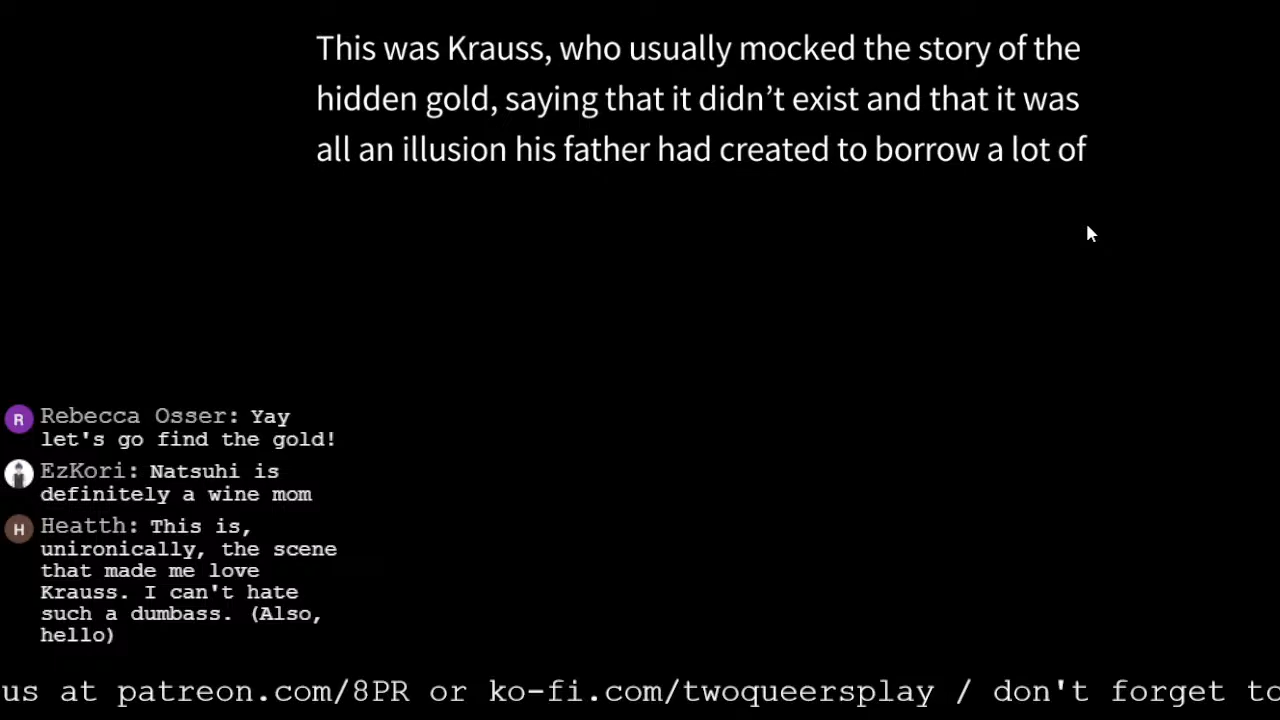 This was Krauss, who usually mocked the story of the
hidden gold, saying that it didn’t exist and that it was
all an illusion his father had created to borrow a lot of
R Rebecca Osser: Yay
let's go find the gold!
EzKori: Natsuhi is
definitely a wine mom
H Heatth: This is,
unironically, the scene
that made me love
Krauss. I can't hate
such a dumbass. (Also,
hello)
us at patreon.com/8PR or ko-fi.com/twoqueersplay / don't forget to